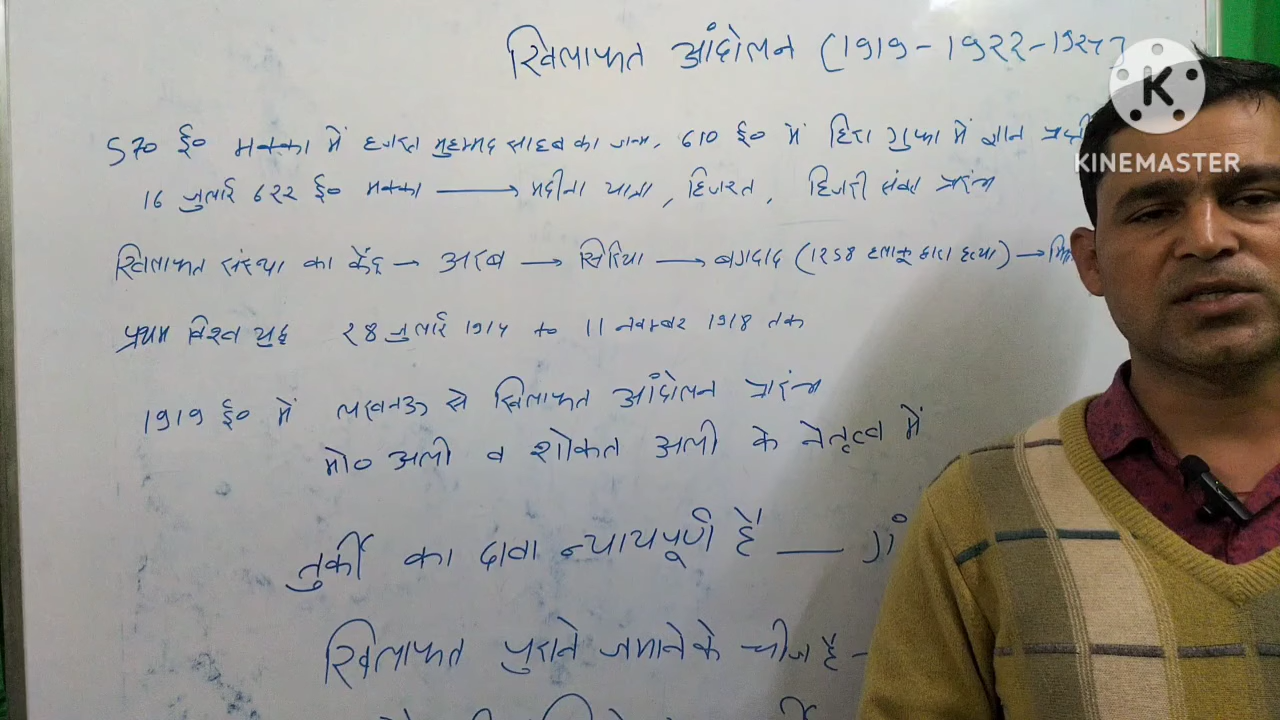 खिलाफत आंदोलन (1919 - 1922 - 1924)
570 ई० मक्का में हजरत मुहम्मद साहब का जन्म, 610 ई० में हिरा गुफा में ज्ञान
16 जुलाई 622 ई० मक्का → मदीना यात्रा, हिजरत, हिजरी संवत प्रारंभ
खिलाफत संस्था का केंद्र → अरब → सिरिया → बगदाद (1258 हलाकू द्वारा हत्या) →
प्रथम विश्व युद्ध 28 जुलाई 1914 to 11 नवम्बर 1918 तक
1919 ई० में लखनऊ से खिलाफत आंदोलन प्रारंभ
मो० अली व शौकत अली के नेतृत्व में
तुर्की का दावा न्यायपूर्ण है —
खिलाफत पुराने जमाने के चीज है -
KINEMASTER